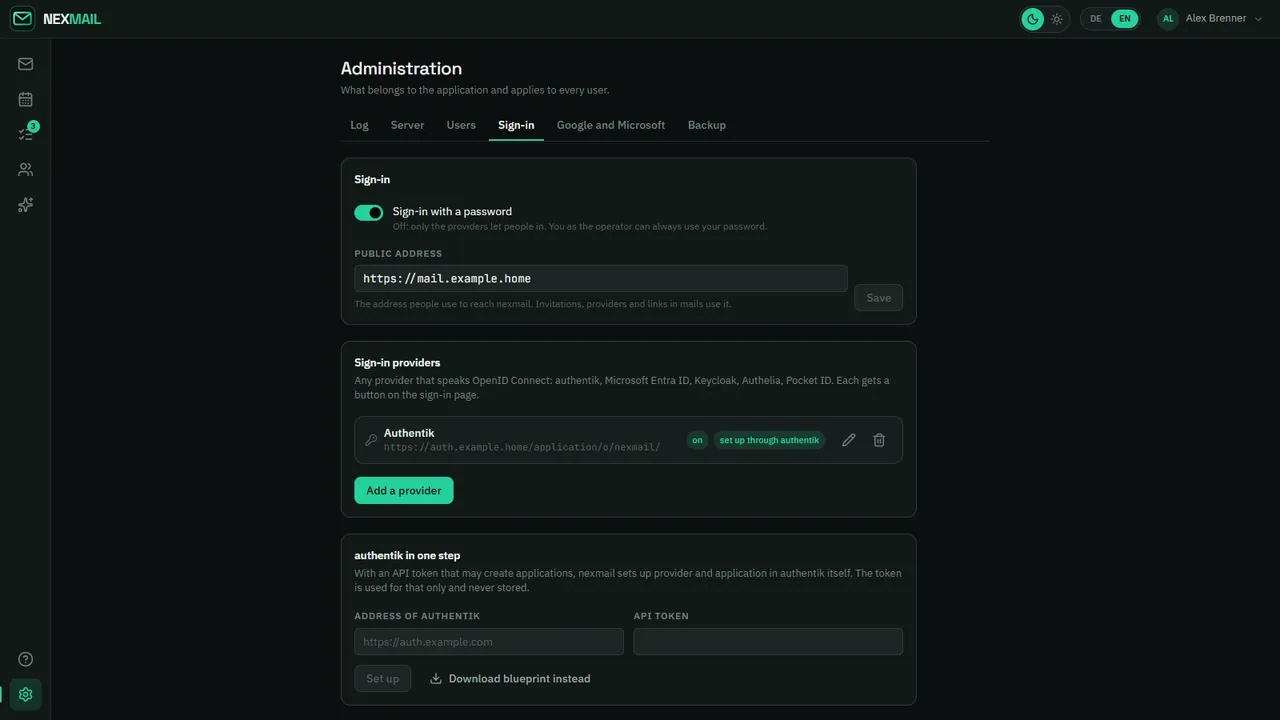 NEXMAIL
DE EN
AL Alex Brenner
3
Administration
What belongs to the application and applies to every user.
Log Server Users Sign-in Google and Microsoft Backup
Sign-in
Sign-in with a password
Off: only the providers let people in. You as the operator can always use your password.
PUBLIC ADDRESS
https://mail.example.home
The address people use to reach nexmail. Invitations, providers and links in mails use it.
Save
Sign-in providers
Any provider that speaks OpenID Connect: authentik, Microsoft Entra ID, Keycloak, Authelia, Pocket ID. Each gets a
button on the sign-in page.
Authentik
https://auth.example.home/application/o/nexmail/
on set up through authentik
Add a provider
authentik in one step
With an API token that may create applications, nexmail sets up provider and application in authentik itself. The token
is used for that only and never stored.
ADDRESS OF AUTHENTIK API TOKEN
https://auth.example.com
Set up Download blueprint instead